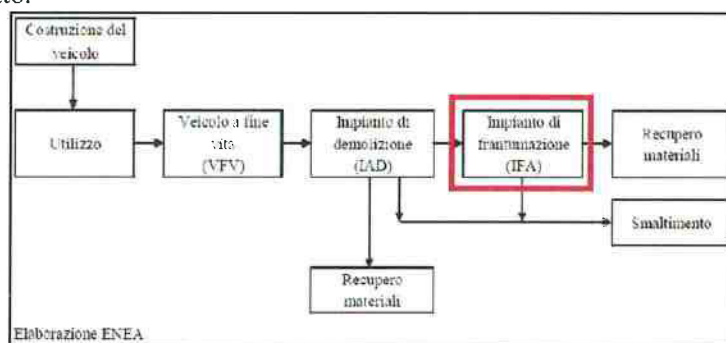 Costruzione del
veicolo
Utilizzo
Veicolo a fine
vita
(VFV)
Impianto di
demolizione
(IAD)
Impianto di
frantumazione
(IFA)
Recupero
materiali
Smaltimento
Recupero
materiali
Elaborazione ENEA